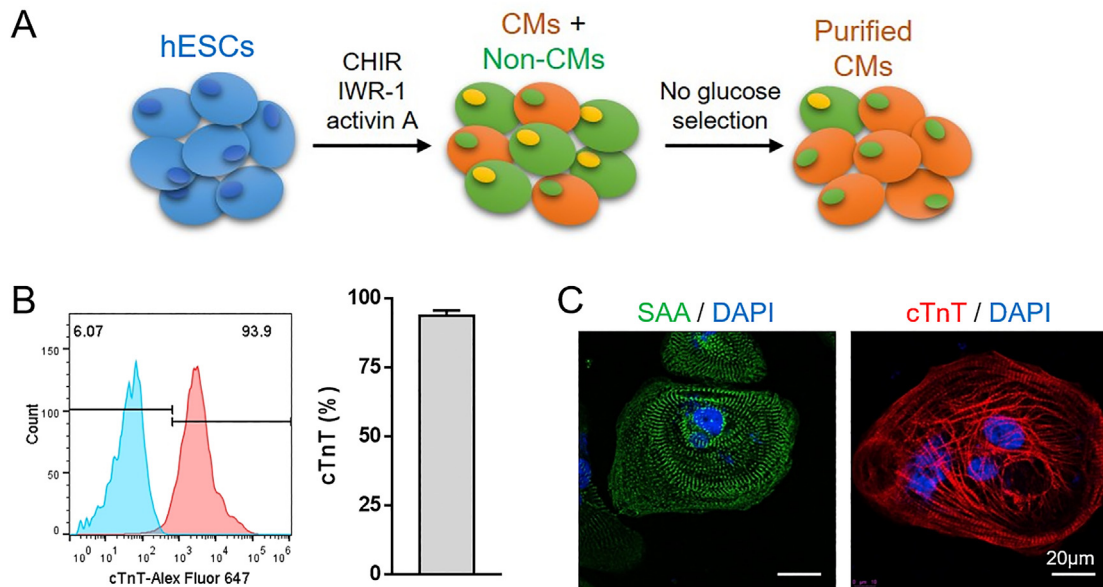 A
hESCs
CHIR
IWR-1
activin A
CMs +
Non-CMs
No glucose
selection
Purified
CMs
B
6.07
93.9
150
100
50
0
Count
10^0 10^1 10^2 10^3 10^4 10^5 10^6
cTnT-Alex Fluor 647
100
75
50
25
0
cTnT (%)
C
SAA / DAPI
cTnT / DAPI
20μm